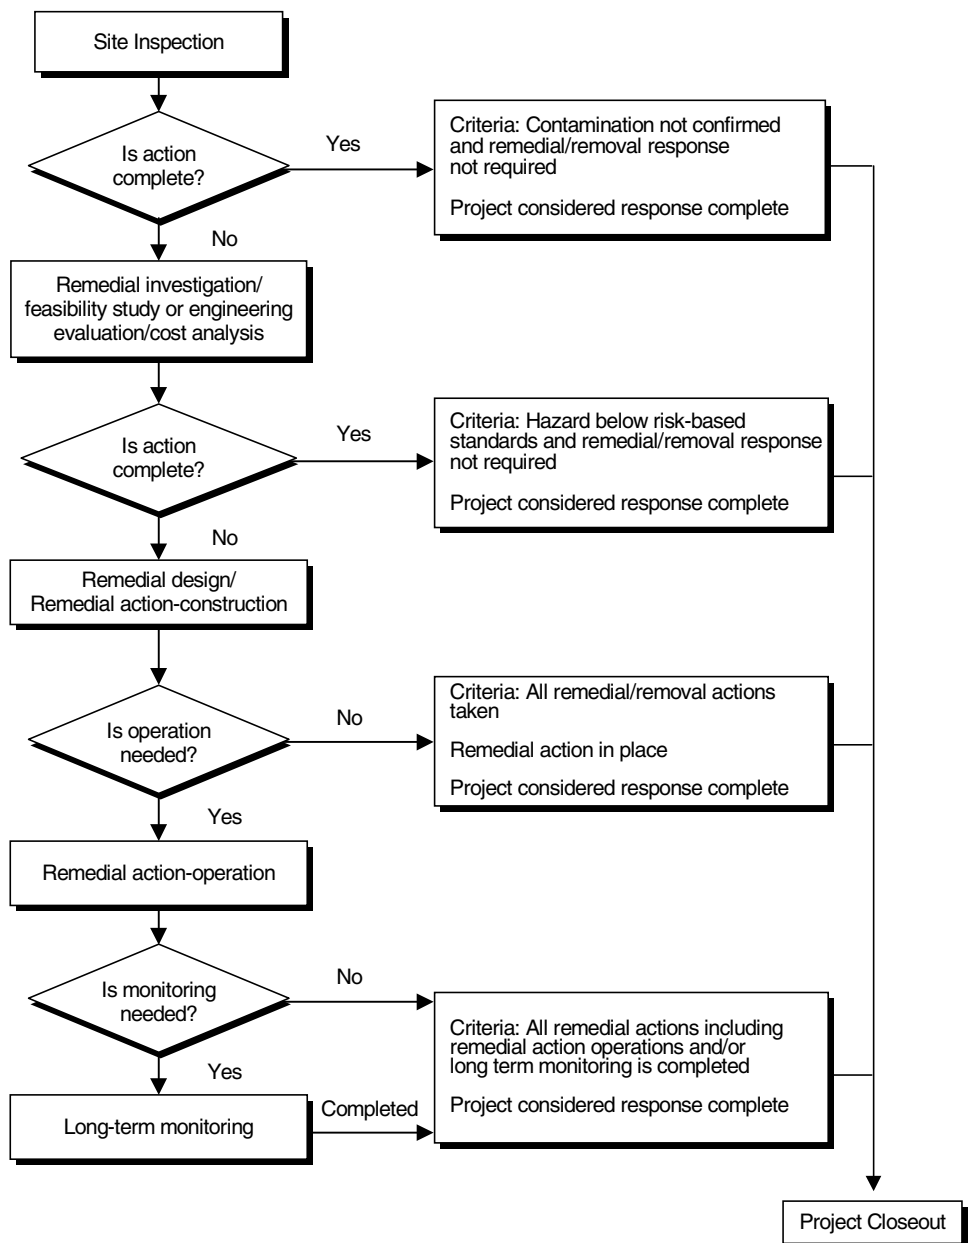 Site Inspection
Is action
complete?
Yes
Criteria: Contamination not confirmed
and remedial/removal response
not required
Project considered response complete
No
Remedial investigation/
feasibility study or engineering
evaluation/cost analysis
Is action
complete?
Yes
Criteria: Hazard below risk-based
standards and remedial/removal response
not required
Project considered response complete
No
Remedial design/
Remedial action-construction
Is operation
needed?
No
Criteria: All remedial/removal actions
taken
Remedial action in place
Project considered response complete
Yes
Remedial action-operation
Is monitoring
needed?
No
Criteria: All remedial actions including
remedial action operations and/or
long term monitoring is completed
Project considered response complete
Yes
Long-term monitoring
Completed
Project Closeout